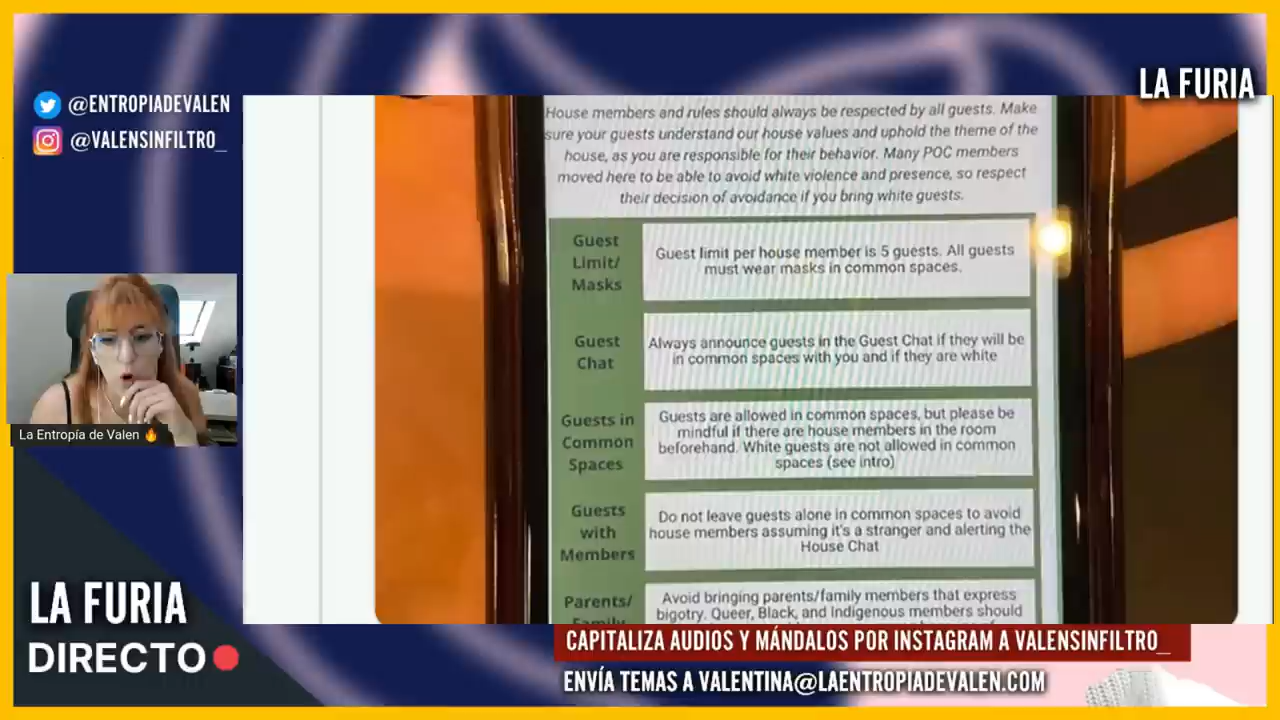 LA FURIA
@ENTROPIADEVALEN
@VALENSINFILTRO_
House members and rules should always be respected by all guests. Make
sure your guests understand our house values and uphold the theme of the
house, as you are responsible for their behavior. Many POC members
moved here to be able to avoid white violence and presence, so respect
their decision of avoidance if you bring white guests.
Guest
Limit/
Masks
Guest limit per house member is 5 guests. All guests
must wear masks in common spaces.
Guest
Chat
Always announce guests in the Guest Chat if they will be
in common spaces with you and if they are white
Guests in
Common
Spaces
Guests are allowed in common spaces, but please be
mindful if there are house members in the room
beforehand. White guests are not allowed in common
spaces (see intro)
Guests
with
Members
Do not leave guests alone in common spaces to avoid
house members assuming it's a stranger and alerting the
House Chat
Parents/
Family
Avoid bringing parents/family members that express
bigotry. Queer, Black, and Indigenous members should
La Entropía de Valen 🔥
LA FURIA
DIRECTO
CAPITALIZA AUDIOS Y MÁNDALOS POR INSTAGRAM A VALENSINFILTRO_
ENVÍA TEMAS A VALENTINA@LAENTROPIADEVALEN.COM